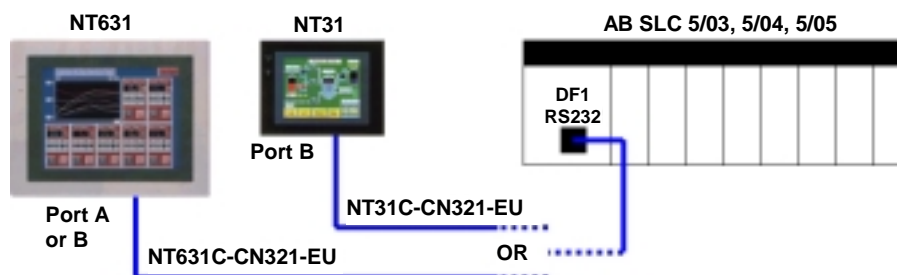 NT631
NT31
AB SLC 5/03, 5/04, 5/05
DF1
RS232
Port B
Port A
or B
NT31C-CN321-EU
OR
NT631C-CN321-EU